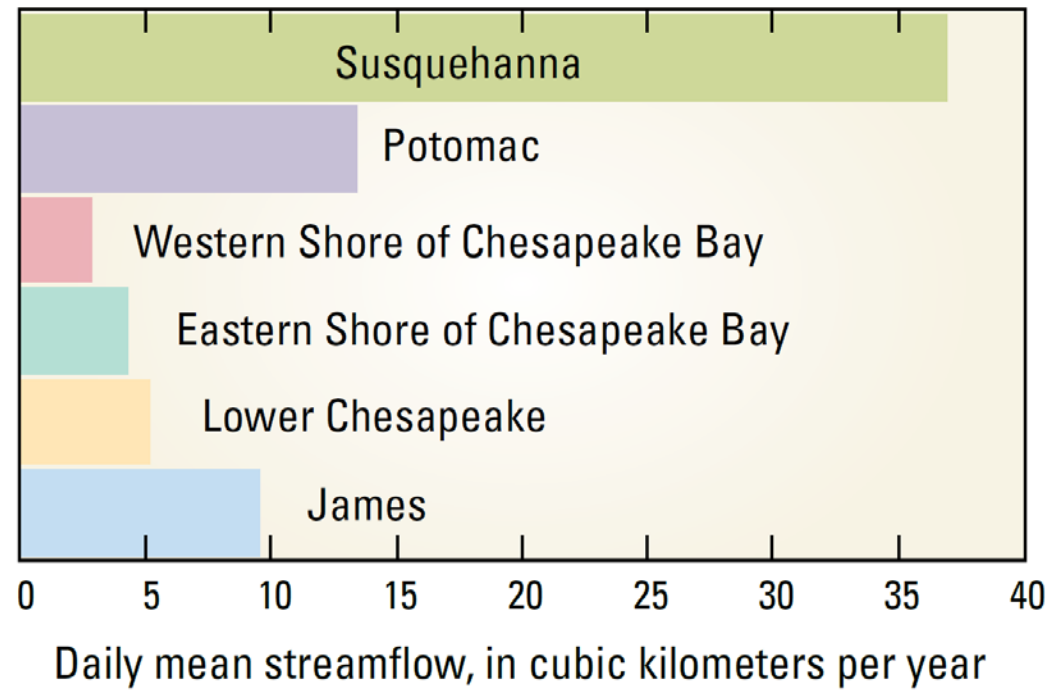 Susquehanna
Potomac
Western Shore of Chesapeake Bay
Eastern Shore of Chesapeake Bay
Lower Chesapeake
James
0 5 10 15 20 25 30 35 40
Daily mean streamflow, in cubic kilometers per year